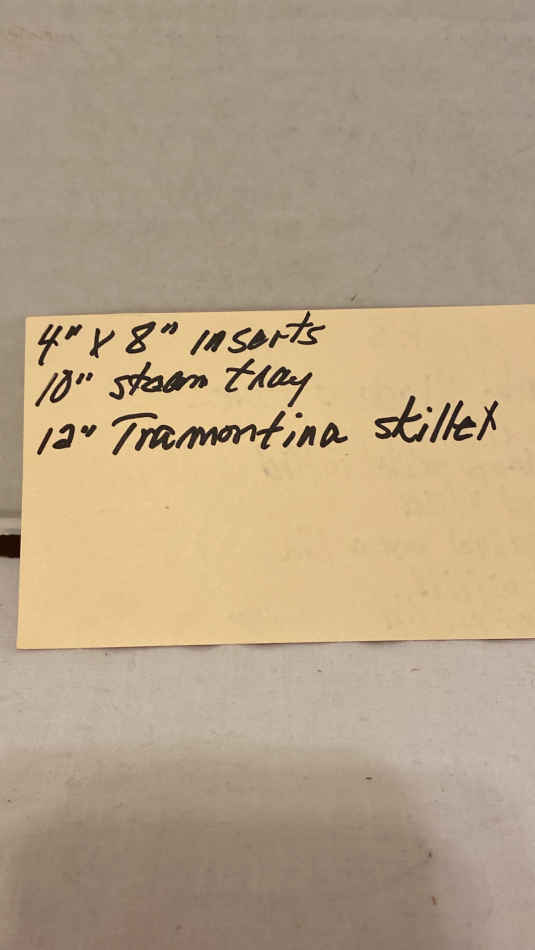 4" X 8" inserts
10" steam tray
12" Tramontina skillet